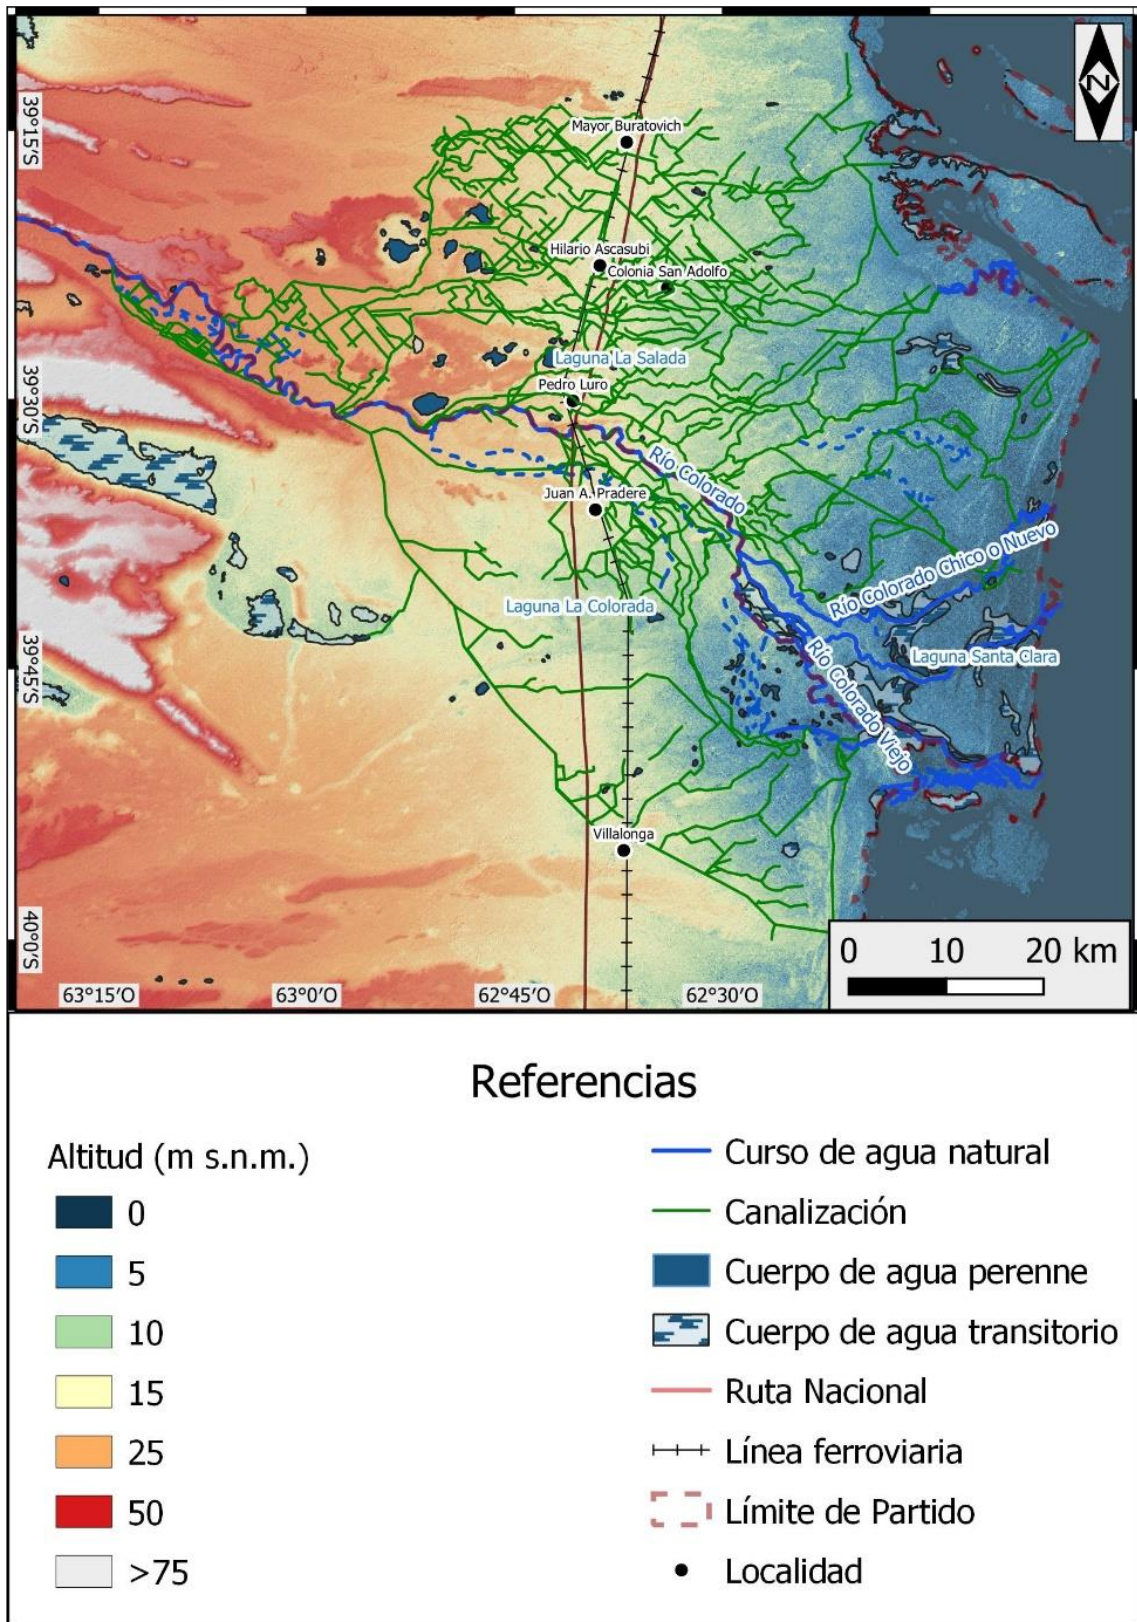 N
39°15'S
Mayor Buratovich
Hilario Ascasubi
Colonia San Adolfo
Laguna La Salada
39°30'S
Pedro Luro
Río Colorado
Juan A. Pradere
Río Colorado Chico o Nuevo
Laguna La Colorada
39°45'S
Laguna Santa Clara
Río Colorado Viejo
Villalonga
40°0'S
0 10 20 km
63°15'O 63°0'O 62°45'O 62°30'O
Referencias
Altitud (m s.n.m.)
0
5
10
15
25
50
>75
Curso de agua natural
Canalización
Cuerpo de agua perenne
Cuerpo de agua transitorio
Ruta Nacional
Línea ferroviaria
Límite de Partido
Localidad